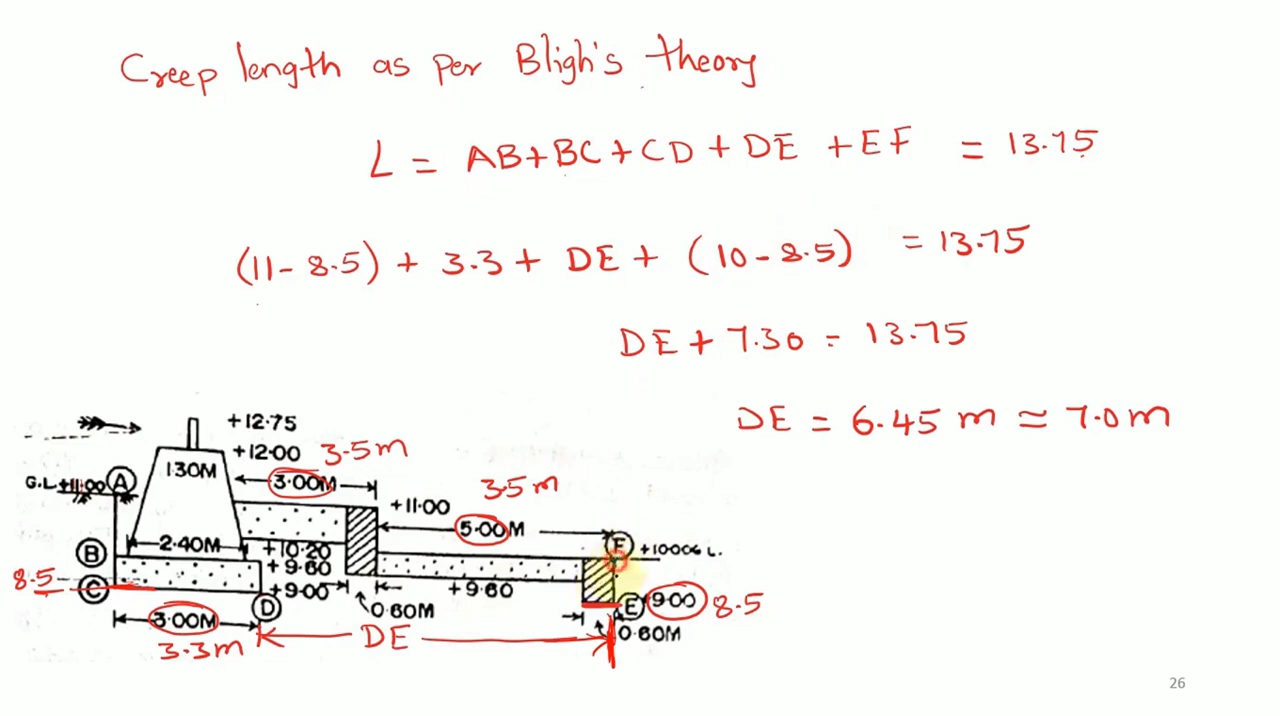 Creep length as per Bligh's theory
L = AB+BC+CD + DE + EF = 13.75
(11 - 8.5) + 3.3 + DE + (10 - 8.5) = 13.75
DE + 7.30 = 13.75
DE = 6.45 m ≈ 7.0 m
+12.75
+12.00
3.5m
1.30M
3.00M
G.L+11.00
A
3.5m
+11.00
5.00M
F
+1000G L.
2.40M
+10.20
B
+9.60
8.5
C
+9.00
+9.60
0.60M
E
9.00
8.5
3.00M
D
0.60M
3.3m
DE
26